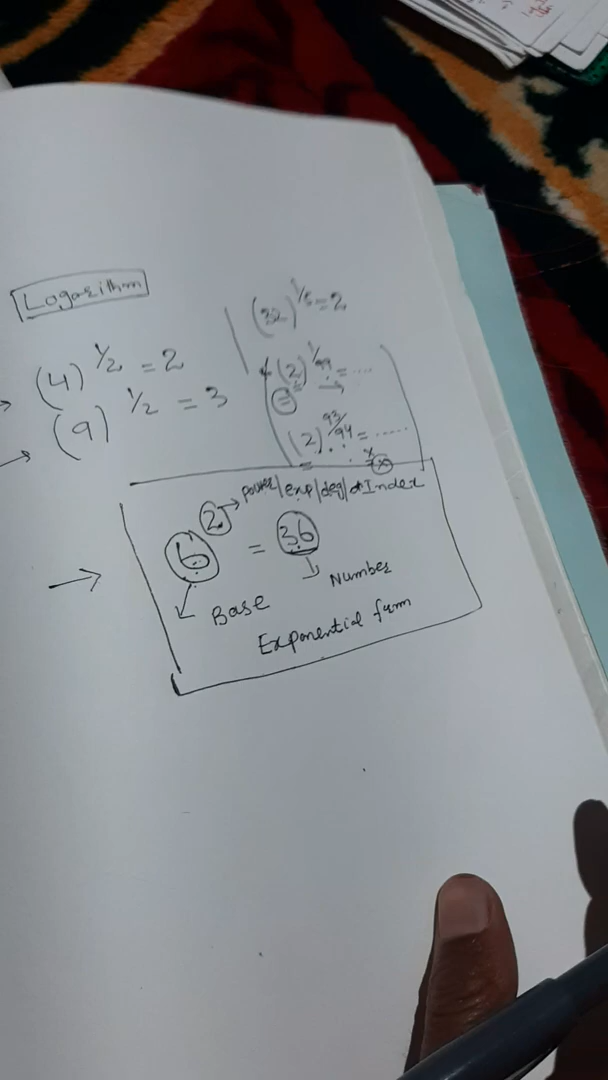 Logarithm
(4)^1/2 = 2
(9)^1/2 = 3
(32)^1/5 = 2
(2)^1/99 = ....
(2)^93/94 = .....
power/exp/deg/Index
6^2 = 36
Number
Base
Exponential form